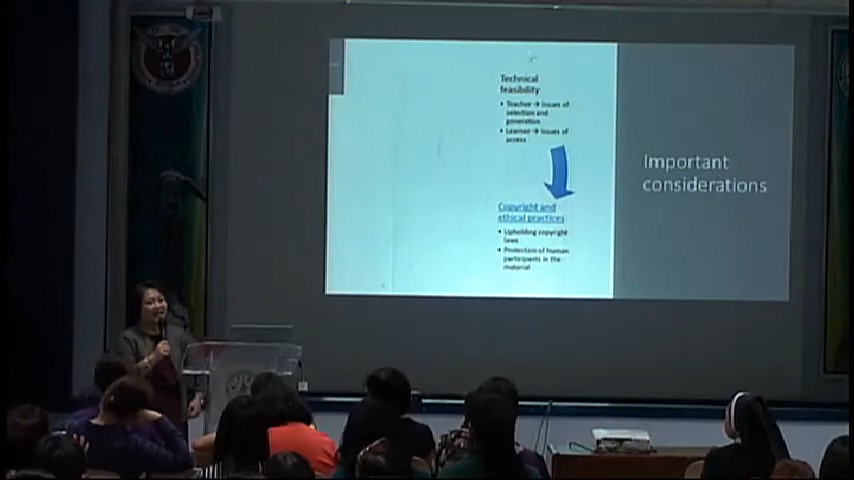 Technical
feasibility
• Teacher → issues of
selection and
generation
• Learner → issues of
access
Copyright and
ethical practices
• Upholding copyright
laws
• Protection of human
participants in the
material
Important
considerations